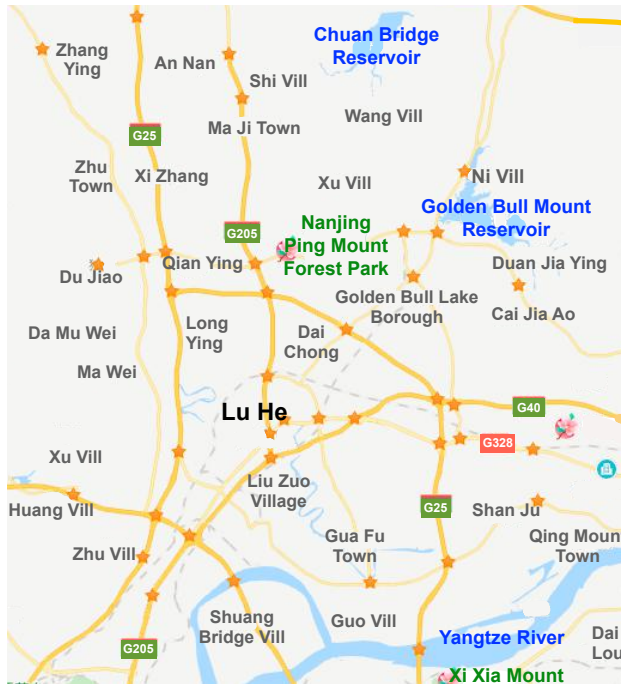 Chuan Bridge
Reservoir
Zhang
Ying
An Nan
Shi Vill
Wang Vill
Ma Ji Town
G25
Zhu
Town
Xi Zhang
Xu Vill
Ni Vill
Golden Bull Mount
Reservoir
Nanjing
Ping Mount
Forest Park
G205
Qian Ying
Du Jiao
Duan Jia Ying
Golden Bull Lake
Borough
Cai Jia Ao
Da Mu Wei
Long
Ying
Dai
Chong
Ma Wei
Lu He
G40
G328
Xu Vill
Liu Zuo
Village
Huang Vill
G25
Shan Ju
Gua Fu
Town
Qing Mount
Town
Zhu Vill
Shuang
Bridge Vill
Guo Vill
Yangtze River
Dai
Lou
G205
Xi Xia Mount